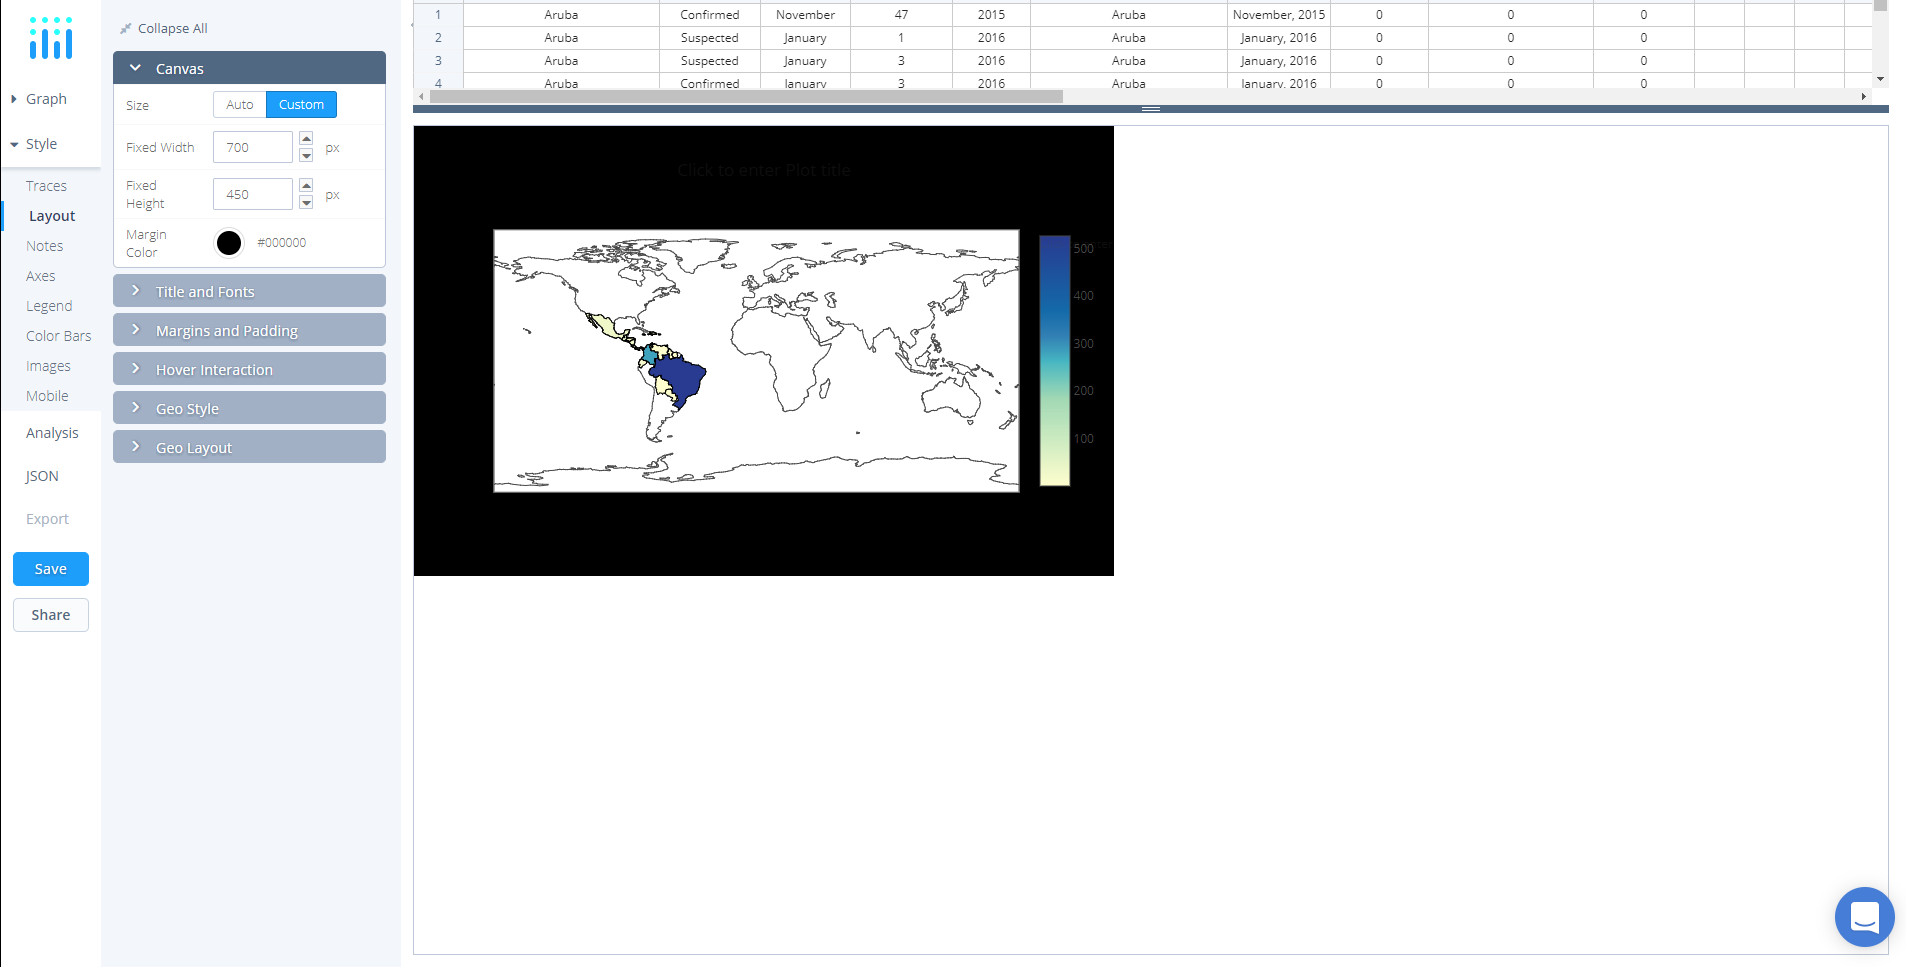 1 Aruba Confirmed November 47 2015 Aruba November, 2015 0 0 0
2 Aruba Suspected January 1 2016 Aruba January, 2016 0 0 0
3 Aruba Suspected January 3 2016 Aruba January, 2016 0 0 0
4 Aruba Confirmed January 3 2016 Aruba January, 2016 0 0 0
Collapse All
Canvas
Size Auto Custom
Fixed Width 700 px
Fixed Height 450 px
Margin Color #000000
Title and Fonts
Margins and Padding
Hover Interaction
Geo Style
Geo Layout
Graph
Style
Traces
Layout
Notes
Axes
Legend
Color Bars
Images
Mobile
Analysis
JSON
Export
Save
Share
Click to enter Plot title
500
400
300
200
100